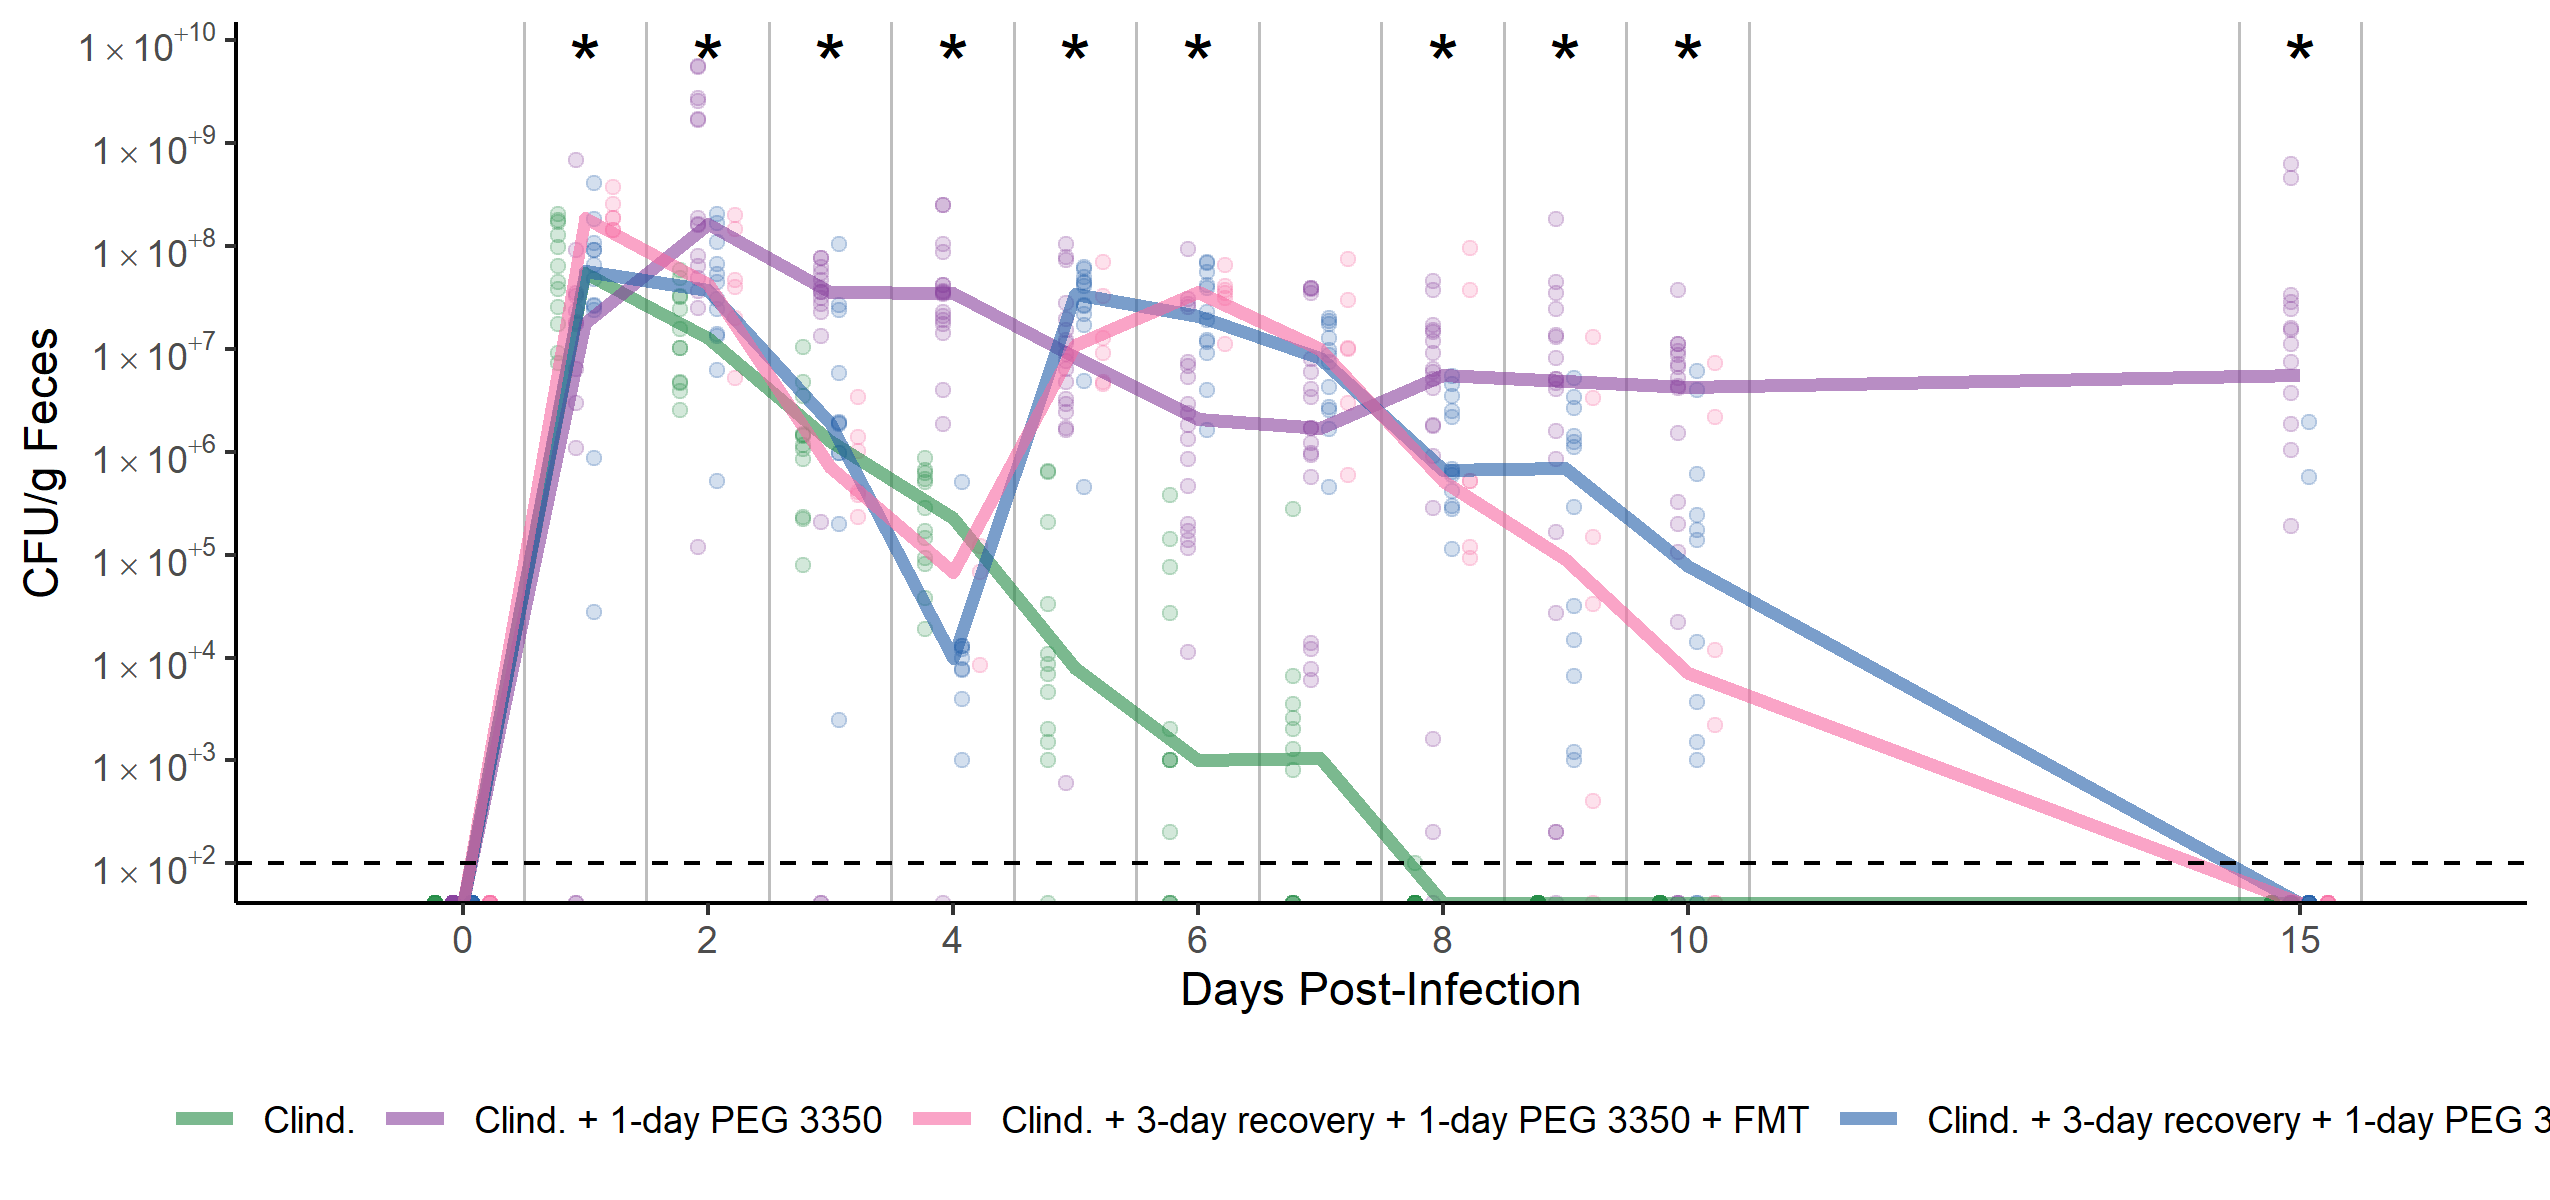 * * * * * * * * * *
1 × 10+10
1 × 10+9
1 × 10+8
1 × 10+7
1 × 10+6
1 × 10+5
1 × 10+4
1 × 10+3
1 × 10+2
CFU/g Feces
0 2 4 6 8 10 15
Days Post-Infection
Clind. Clind. + 1-day PEG 3350 Clind. + 3-day recovery + 1-day PEG 3350 + FMT Clind. + 3-day recovery + 1-day PEG 3